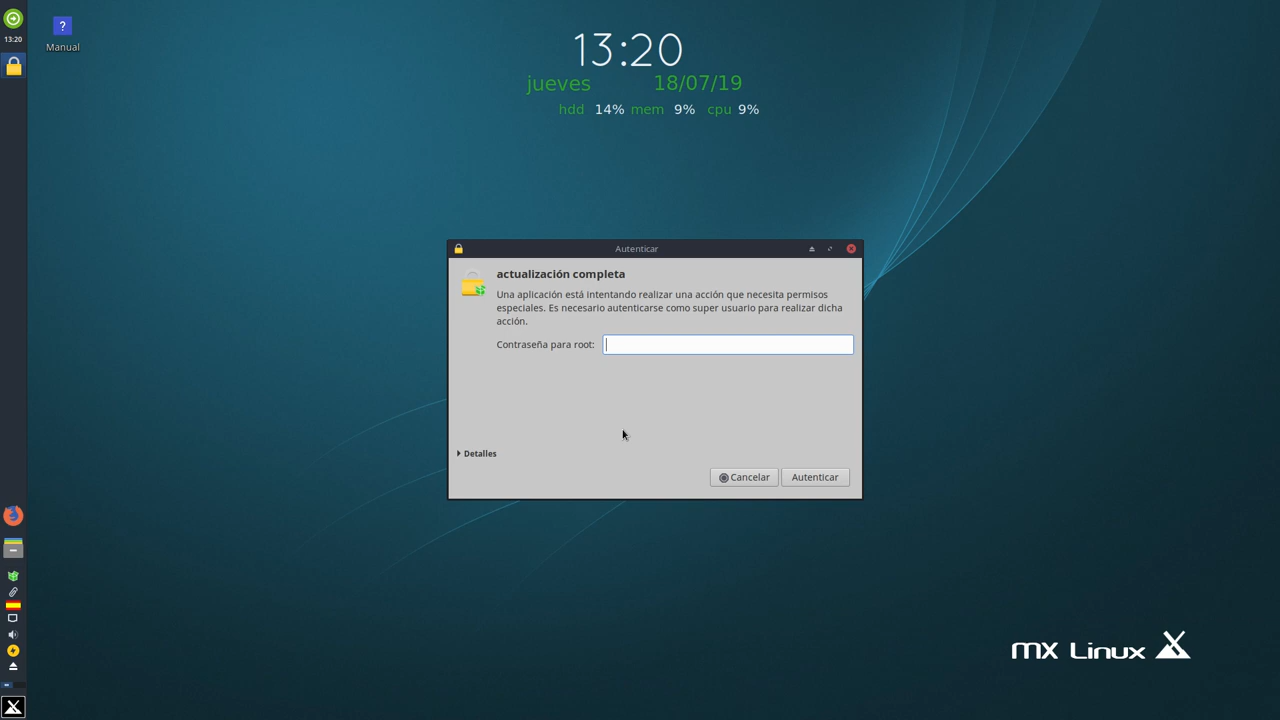 13:20
Manual
13:20
jueves 18/07/19
hdd 14% mem 9% cpu 9%
Autenticar
actualización completa
Una aplicación está intentando realizar una acción que necesita permisos
especiales. Es necesario autenticarse como super usuario para realizar dicha
acción.
Contraseña para root:
Detalles
Cancelar Autenticar
MX Linux